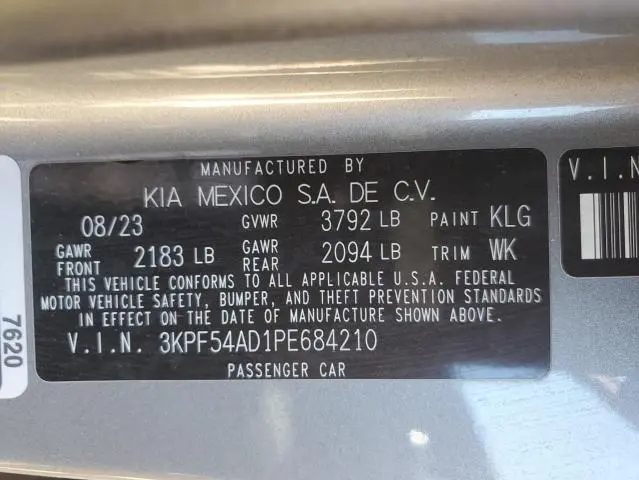 MANUFACTURED BY
KIA MEXICO S.A. DE C.V.
08/23 GVWR 3792 LB PAINT KLG
GAWR FRONT 2183 LB GAWR REAR 2094 LB TRIM WK
THIS VEHICLE CONFORMS TO ALL APPLICABLE U.S.A. FEDERAL
MOTOR VEHICLE SAFETY, BUMPER, AND THEFT PREVENTION STANDARDS
IN EFFECT ON THE DATE OF MANUFACTURE SHOWN ABOVE.
V.I.N. 3KPF54AD1PE684210
PASSENGER CAR
7620
V.I.N